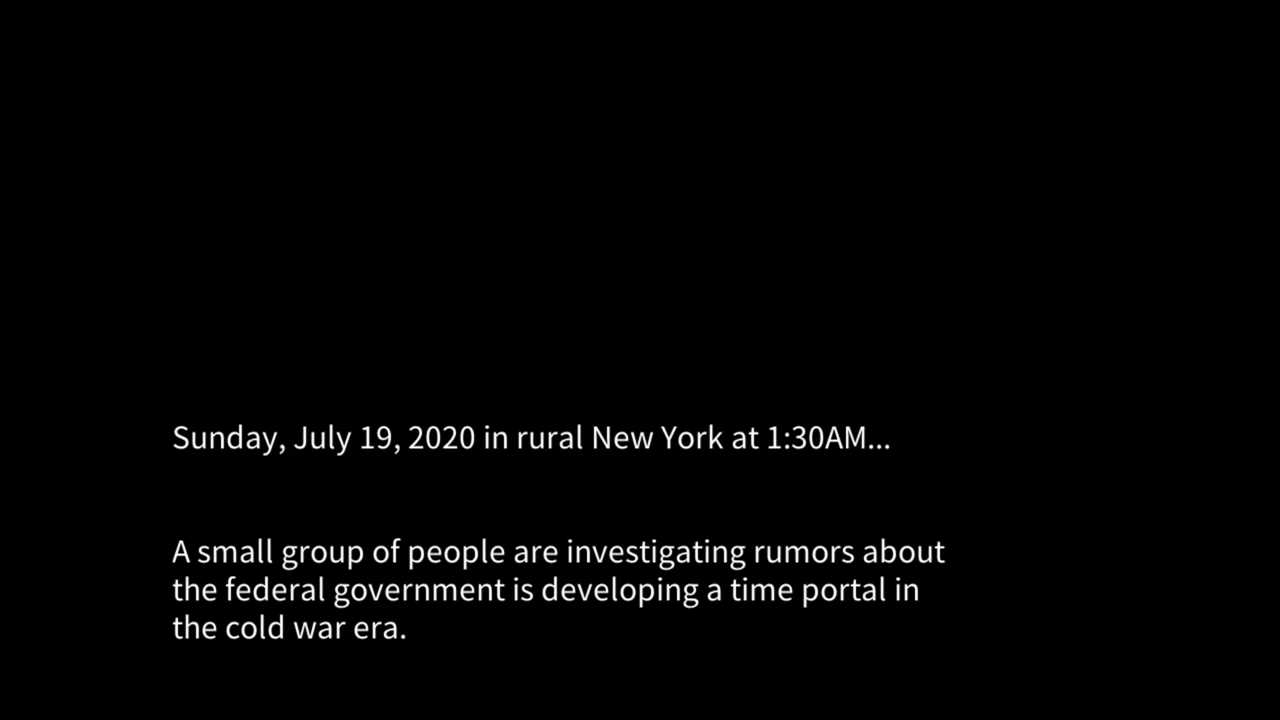 Sunday, July 19, 2020 in rural New York at 1:30AM...
A small group of people are investigating rumors about
the federal government is developing a time portal in
the cold war era.